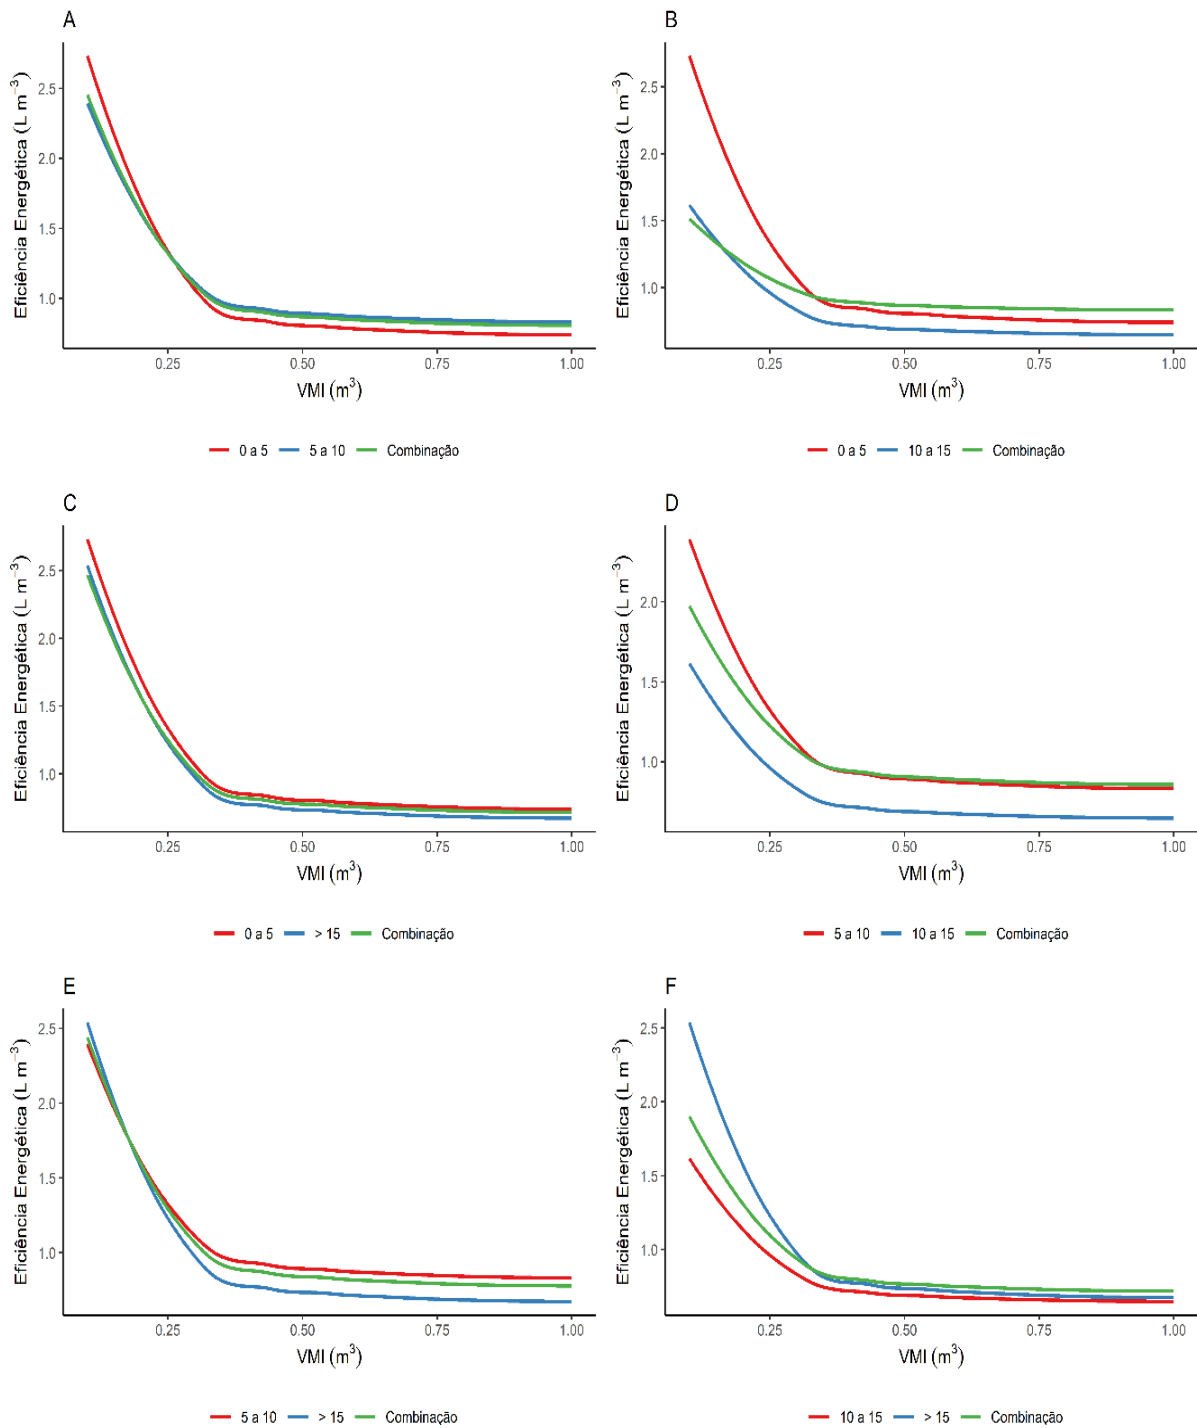 A
Eficiência Energética (L m⁻³)
2.5
2.0
1.5
1.0
0.25 0.50 0.75 1.00
VMI (m³)
0 a 5 5 a 10 Combinação
B
Eficiência Energética (L m⁻³)
2.5
2.0
1.5
1.0
0.25 0.50 0.75 1.00
VMI (m³)
0 a 5 10 a 15 Combinação
C
Eficiência Energética (L m⁻³)
2.5
2.0
1.5
1.0
0.25 0.50 0.75 1.00
VMI (m³)
0 a 5 > 15 Combinação
D
Eficiência Energética (L m⁻³)
2.0
1.5
1.0
0.25 0.50 0.75 1.00
VMI (m³)
5 a 10 10 a 15 Combinação
E
Eficiência Energética (L m⁻³)
2.5
2.0
1.5
1.0
0.25 0.50 0.75 1.00
VMI (m³)
5 a 10 > 15 Combinação
F
Eficiência Energética (L m⁻³)
2.5
2.0
1.5
1.0
0.25 0.50 0.75 1.00
VMI (m³)
10 a 15 > 15 Combinação